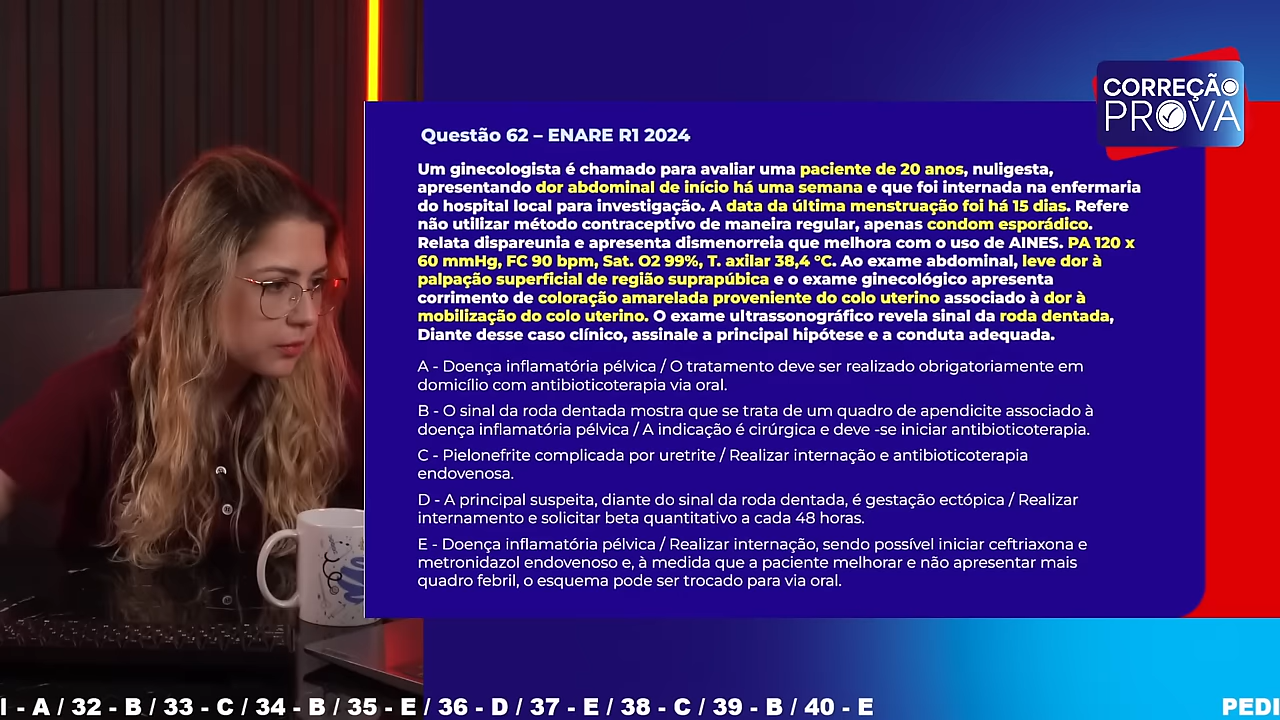 CORREÇÃO
PROVA
Questão 62 – ENARE R1 2024
Um ginecologista é chamado para avaliar uma paciente de 20 anos, nuligesta,
apresentando dor abdominal de início há uma semana e que foi internada na enfermaria
do hospital local para investigação. A data da última menstruação foi há 15 dias. Refere
não utilizar método contraceptivo de maneira regular, apenas condom esporádico.
Relata dispareunia e apresenta dismenorreia que melhora com o uso de AINES. PA 120 x
60 mmHg, FC 90 bpm, Sat. O2 99%, T. axilar 38,4 °C. Ao exame abdominal, leve dor à
palpação superficial de região suprapúbica e o exame ginecológico apresenta
corrimento de coloração amarelada proveniente do colo uterino associado à dor à
mobilização do colo uterino. O exame ultrassonográfico revela sinal da roda dentada,
Diante desse caso clínico, assinale a principal hipótese e a conduta adequada.
A - Doença inflamatória pélvica / O tratamento deve ser realizado obrigatoriamente em
domicílio com antibioticoterapia via oral.
B - O sinal da roda dentada mostra que se trata de um quadro de apendicite associado à
doença inflamatória pélvica / A indicação é cirúrgica e deve -se iniciar antibioticoterapia.
C - Pielonefrite complicada por uretrite / Realizar internação e antibioticoterapia
endovenosa.
D - A principal suspeita, diante do sinal da roda dentada, é gestação ectópica / Realizar
internamento e solicitar beta quantitativo a cada 48 horas.
E - Doença inflamatória pélvica / Realizar internação, sendo possível iniciar ceftriaxona e
metronidazol endovenoso e, à medida que a paciente melhorar e não apresentar mais
quadro febril, o esquema pode ser trocado para via oral.
- A / 32 - B / 33 - C / 34 - B / 35 - E / 36 - D / 37 - E / 38 - C / 39 - B / 40 - E
PEDI